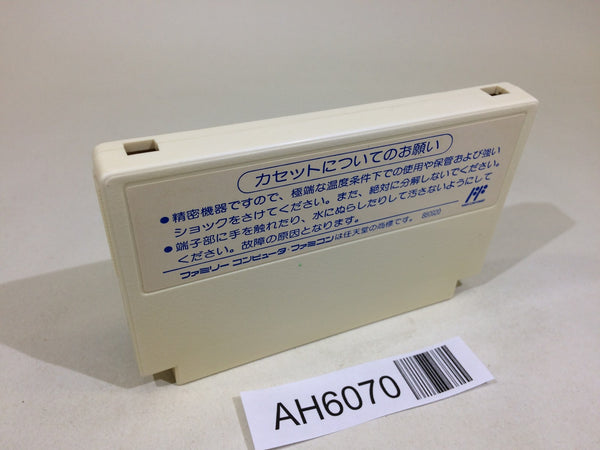 カセットについてのお願い
●精密機器ですので、極端な温度条件下での使用や保管および強い
ショックをさけてください。また、絶対に分解しないでください。
●端子部に手を触れたり、水にぬらしたりして汚さないようにして
ください。故障の原因となります。
ファミリーコンピュータ・ファミコンは任天堂の商標です。
AH6070